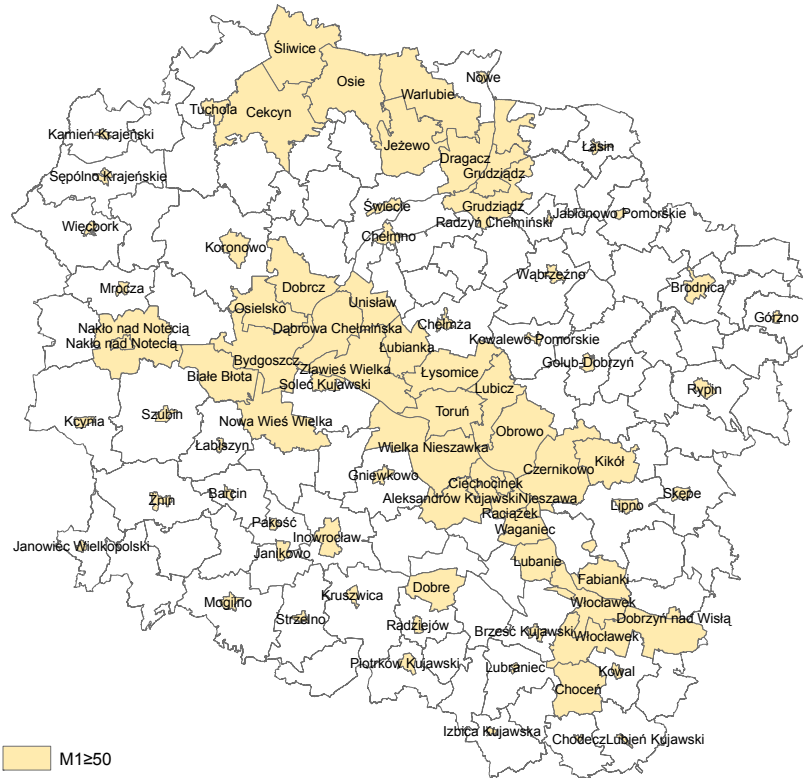 Śliwice
Osie
Nowe
Warlubie
Tuchola
Cekcyn
Kamień Krajeński
Jeżewo
Łasin
Dragacz
Sępólno Krajeńskie
Grudziądz
Świecie
Grudziądz
Jabłonowo Pomorskie
Radzyń Chełmiński
Więcbork
Chełmno
Koronowo
Wąbrzeźno
Mrocza
Dobrcz
Brodnica
Unisław
Osielsko
Górzno
Nakło nad Notecią
Dąbrowa Chełmińska
Chełmża
Nakło nad Notecią
Łubianka
Kowalewo Pomorskie
Bydgoszcz
Golub-Dobrzyń
Złąwieś Wielka
Białe Błota
Łysomice
Solec Kujawski
Lubicz
Rypin
Szubin
Toruń
Kcynia
Nowa Wieś Wielka
Obrowo
Łabiszyn
Wielka Nieszawka
Kikół
Czernikowo
Gniewkowo
Ciechocinek
Barcin
Skępe
Żnin
Aleksandrów Kujawski
Nieszawa
Lipno
Raciążek
Pakość
Waganiec
Inowrocław
Janowiec Wielkopolski
Janikowo
Lubanie
Fabianki
Dobre
Kruszwica
Mogilno
Włocławek
Strzelno
Dobrzyń nad Wisłą
Radziejów
Brześć Kujawski
Włocławek
Piotrków Kujawski
Lubraniec
Kowal
Choceń
Izbica Kujawska
Chodecz
Lubień Kujawski
M1≥50